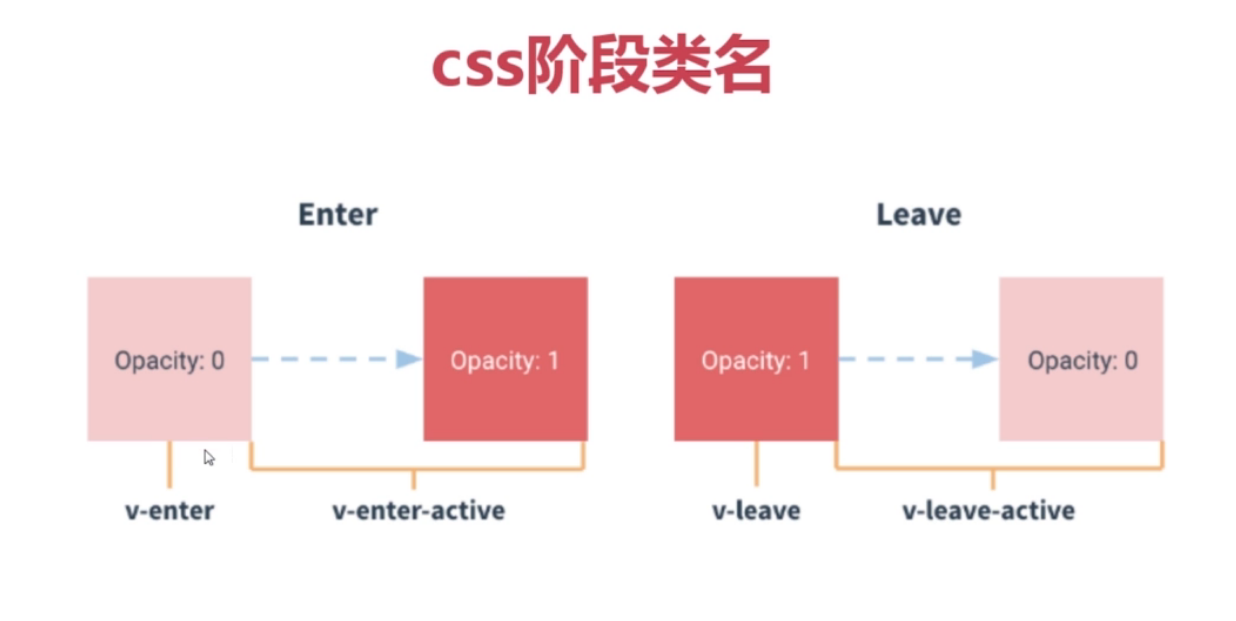 css阶段类名
Enter
Leave
Opacity: 0
Opacity: 1
Opacity: 1
Opacity: 0
v-enter
v-enter-active
v-leave
v-leave-active